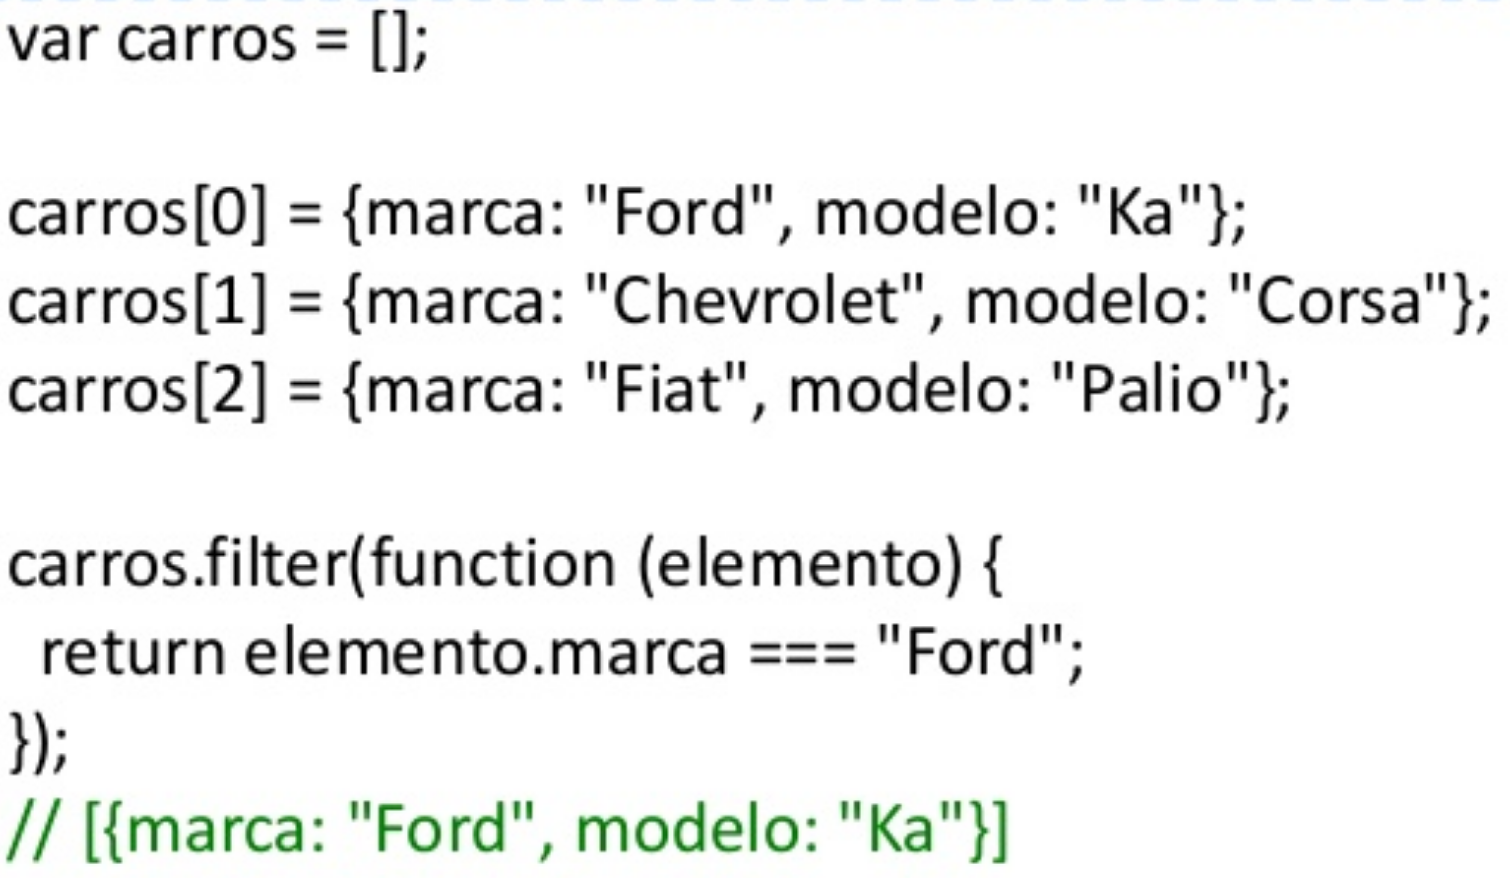 var carros = [];
carros[0] = {marca: "Ford", modelo: "Ka"};
carros[1] = {marca: "Chevrolet", modelo: "Corsa"};
carros[2] = {marca: "Fiat", modelo: "Palio"};
carros.filter(function (elemento) {
  return elemento.marca === "Ford";
});
// [{marca: "Ford", modelo: "Ka"}]